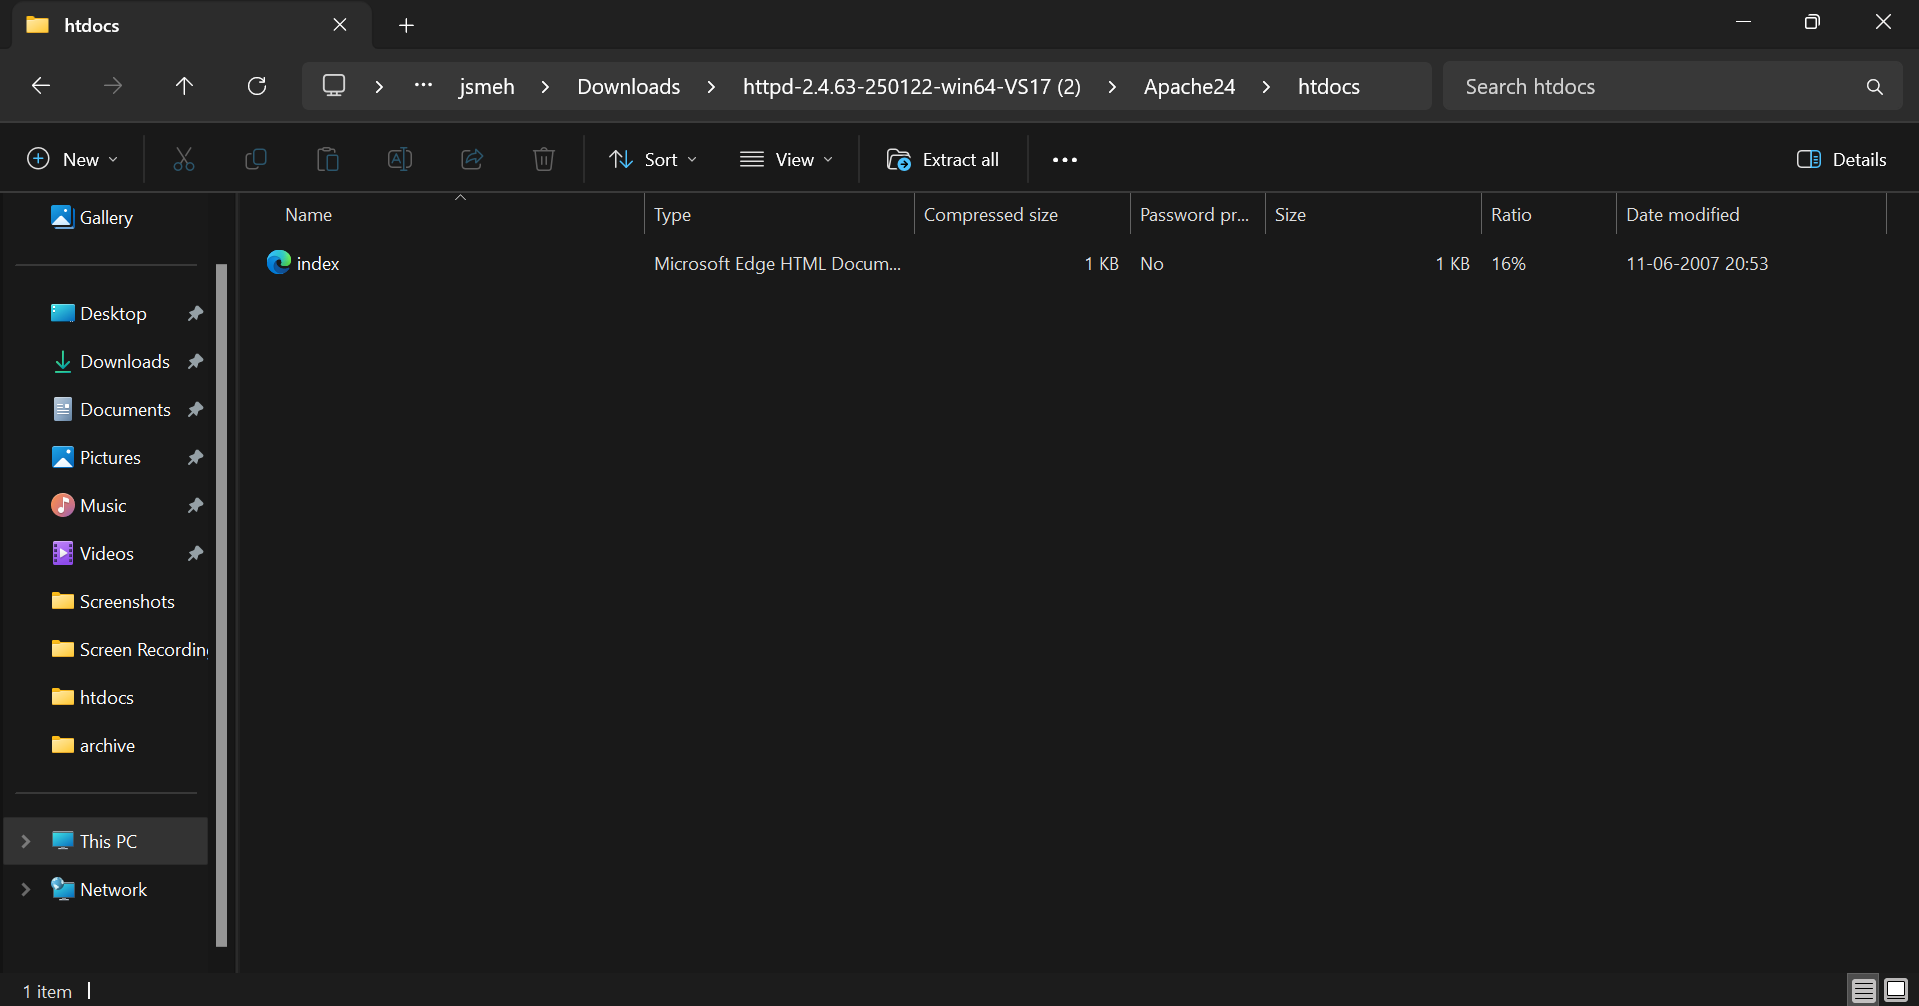 htdocs
jsmeh > Downloads > httpd-2.4.63-250122-win64-VS17 (2) > Apache24 > htdocs
Search htdocs
New
Sort
View
Extract all
Details
Gallery
Desktop
Downloads
Documents
Pictures
Music
Videos
Screenshots
Screen Recordin
htdocs
archive
This PC
Network
Name Type Compressed size Password pr... Size Ratio Date modified
index Microsoft Edge HTML Docum... 1 KB No 1 KB 16% 11-06-2007 20:53
1 item